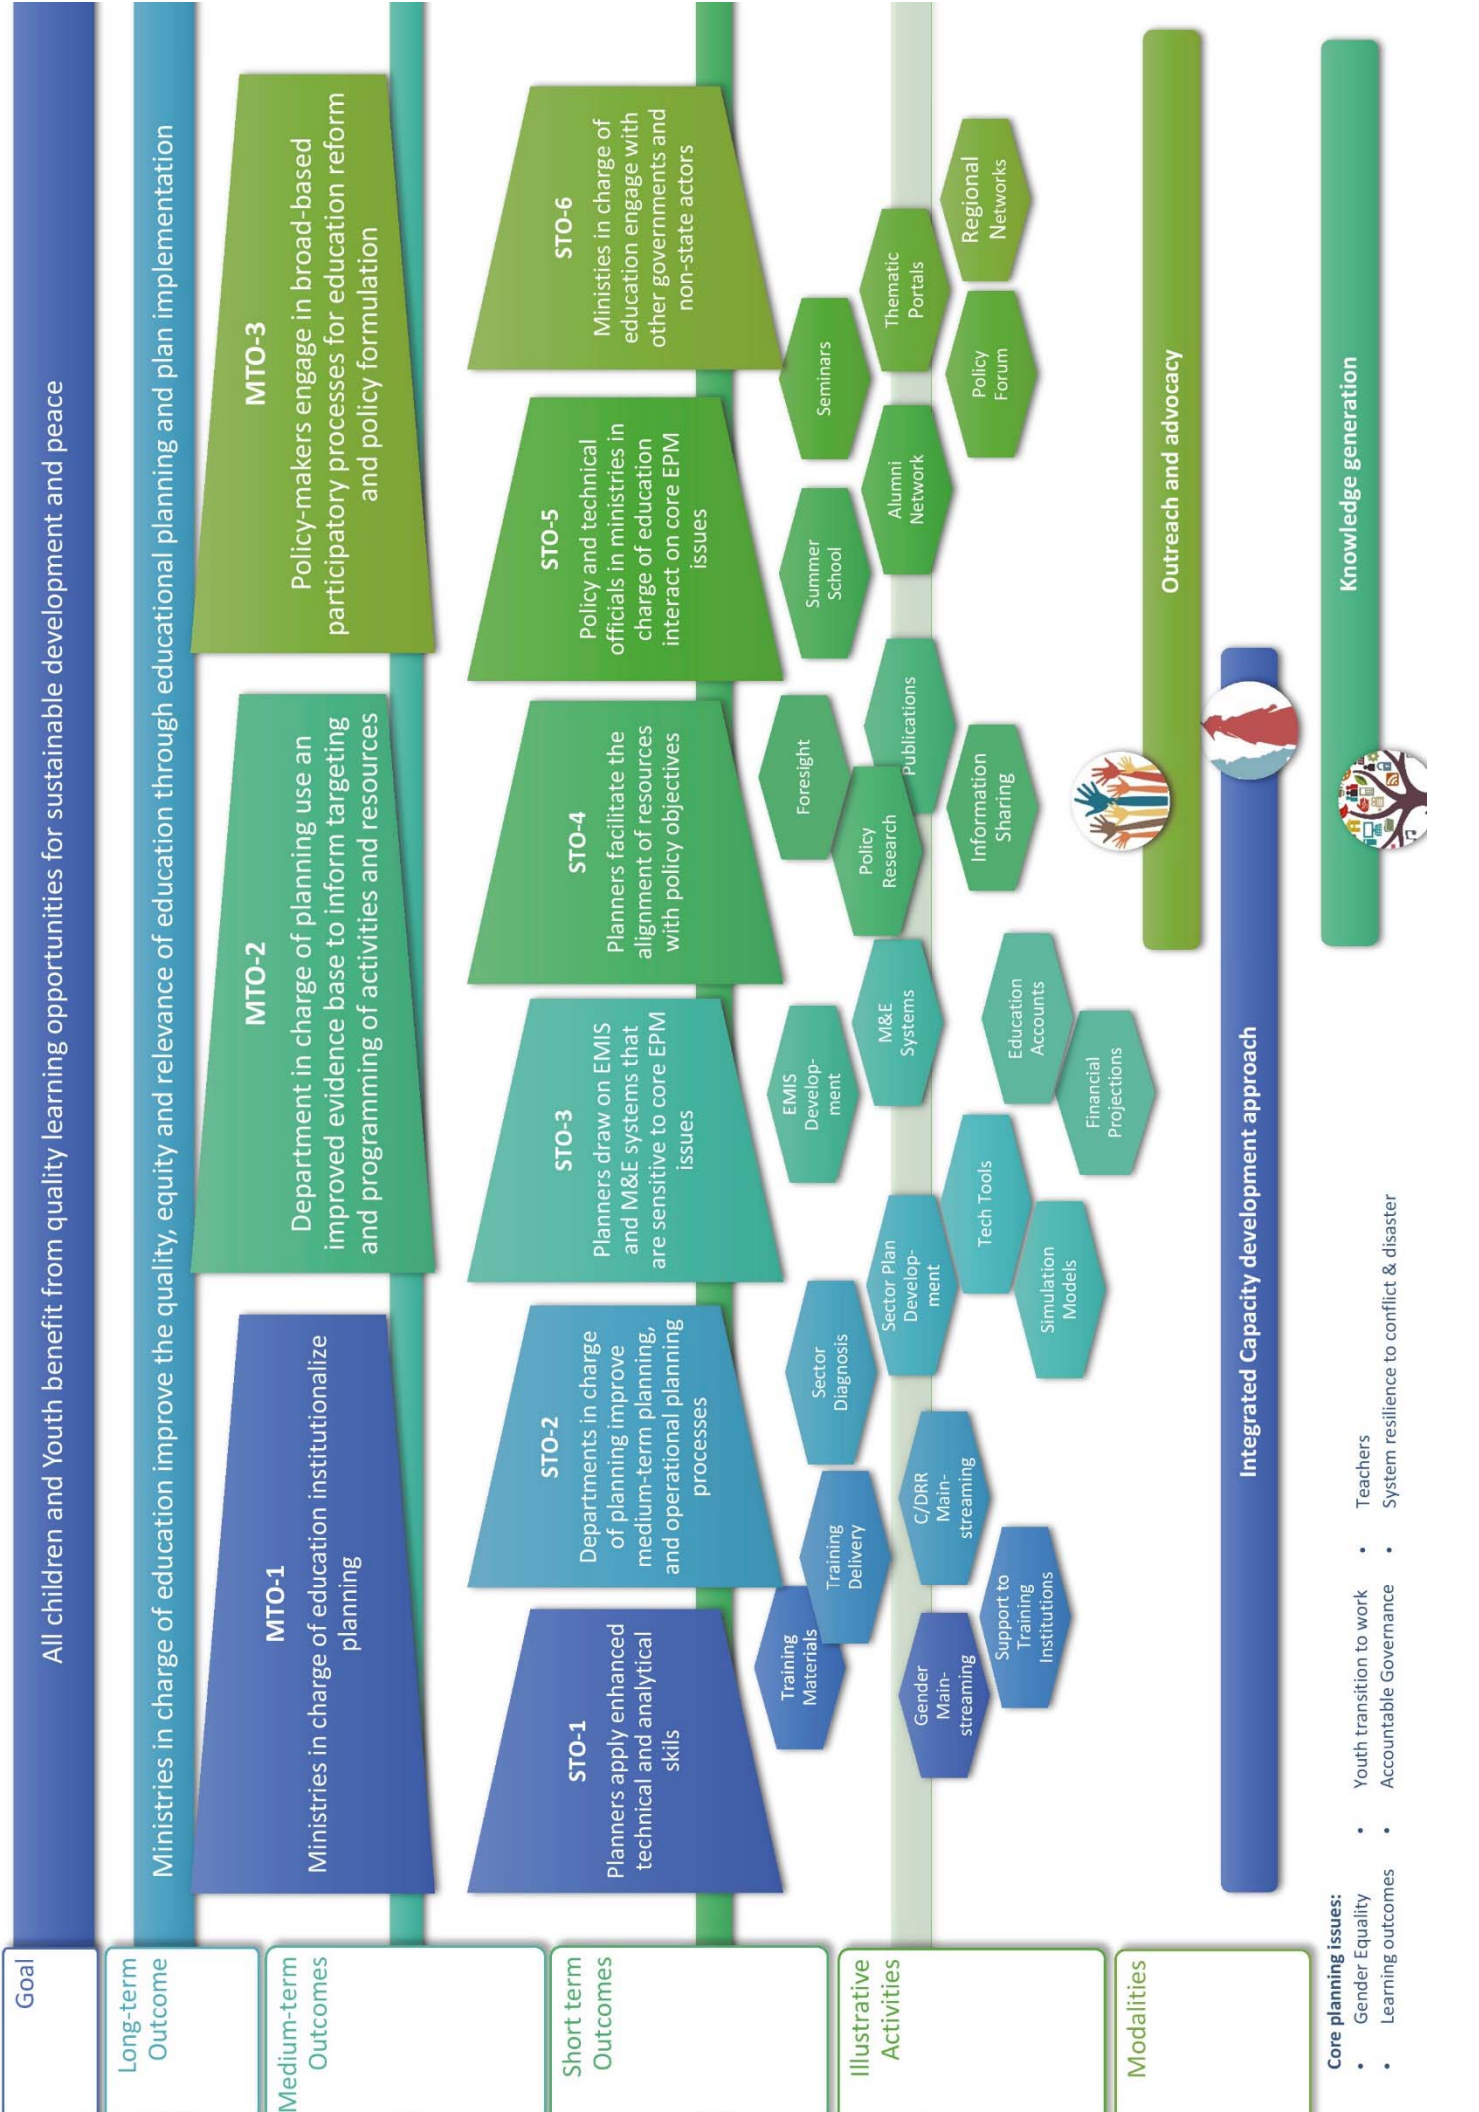 Goal
All children and Youth benefit from quality learning opportunities for sustainable development and peace
Long-term
Outcome
Ministries in charge of education improve the quality, equity and relevance of education through educational planning and plan implementation
Medium-term
Outcomes
MTO-1
Ministries in charge of education institutionalize
planning
MTO-2
Department in charge of planning use an
improved evidence base to inform targeting
and programming of activities and resources
MTO-3
Policy-makers engage in broad-based
participatory processes for education reform
and policy formulation
Short term
Outcomes
STO-1
Planners apply enhanced
technical and analytical
skils
STO-2
Departments in charge
of planning improve
medium-term planning,
and operational planning
processes
STO-3
Planners draw on EMIS
and M&E systems that
are sensitive to core EPM
issues
STO-4
Planners facilitate the
alignment of resources
with policy objectives
STO-5
Policy and technical
officials in ministries in
charge of education
interact on core EPM
issues
STO-6
Ministies in charge of
education engage with
other governments and
non-state actors
Illustrative
Activities
Training
Materials
Training
Delivery
Gender
Main-
streaming
Support to
Training
Institutions
C/DRR
Main-
streaming
Sector
Diagnosis
Sector Plan
Develop-
ment
Simulation
Models
Tech Tools
EMIS
Develop-
ment
M&E
Systems
Financial
Projections
Education
Accounts
Foresight
Policy
Research
Publications
Information
Sharing
Summer
School
Alumni
Network
Seminars
Policy
Forum
Thematic
Portals
Regional
Networks
Modalities
Outreach and advocacy
Integrated Capacity development approach
Knowledge generation
Core planning issues:
• Gender Equality
• Learning outcomes
• Youth transition to work
• Accountable Governance
• Teachers
• System resilience to conflict & disaster